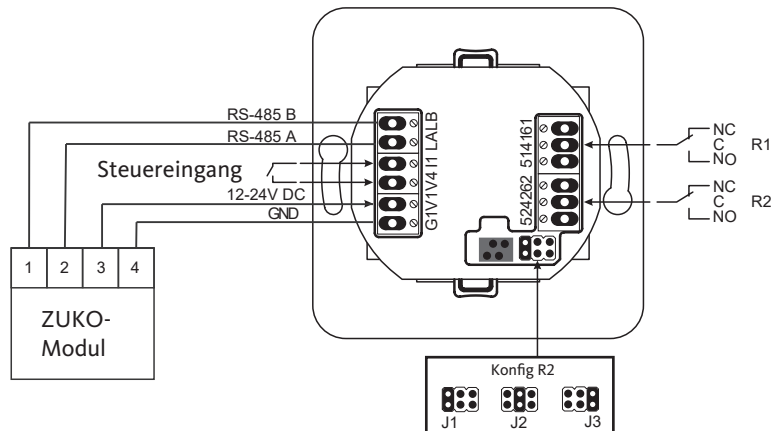 RS-485 B
RS-485 A
Steuereingang
12-24V DC
GND
G1V1V4I1 LALB
514161
524262
NC
C R1
NO
NC
C R2
NO
1 2 3 4
ZUKO-
Modul
Konfig R2
J1 J2 J3